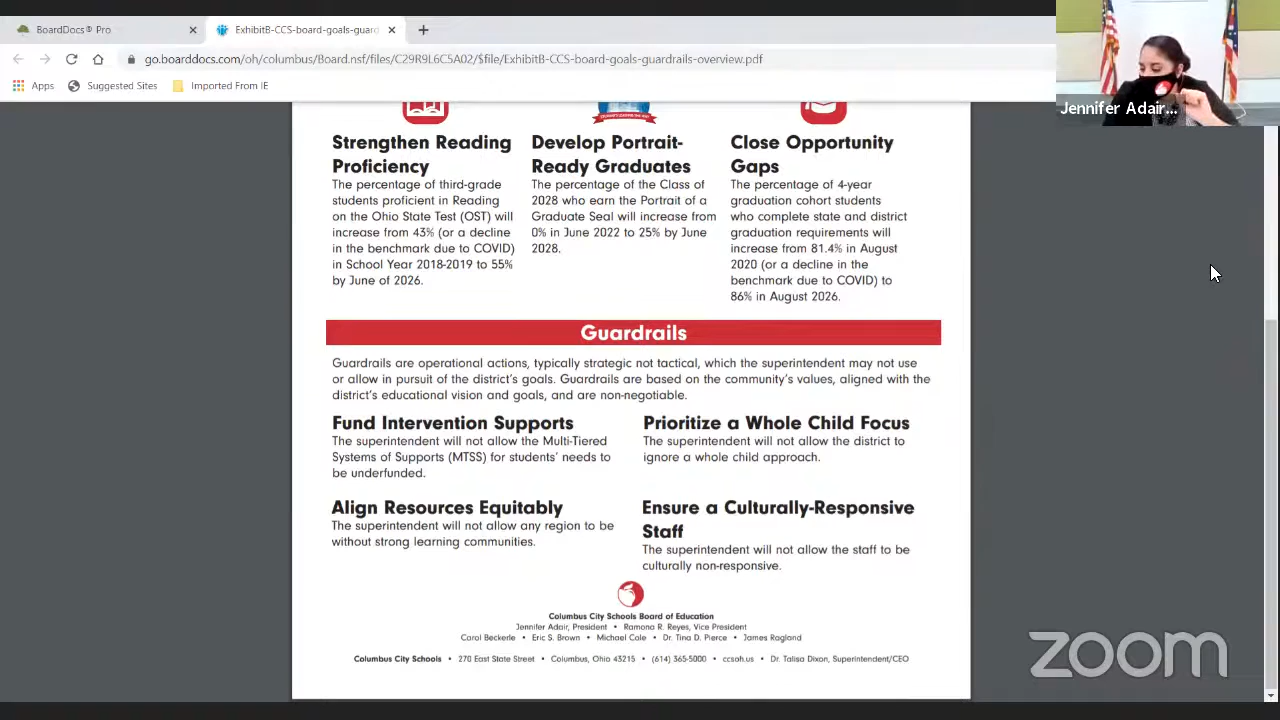 BoardDocs® Pro
ExhibitB-CCS-board-goals-guard
go.boarddocs.com/oh/columbus/Board.nsf/files/C29R9L6C5A02/$file/ExhibitB-CCS-board-goals-guardrails-overview.pdf
Apps
Suggested Sites
Imported From IE
Jennifer Adair...
Strengthen Reading
Proficiency
The percentage of third-grade
students proficient in Reading
on the Ohio State Test (OST) will
increase from 43% (or a decline
in the benchmark due to COVID)
in School Year 2018-2019 to 55%
by June of 2026.
Develop Portrait-
Ready Graduates
The percentage of the Class of
2028 who earn the Portrait of a
Graduate Seal will increase from
0% in June 2022 to 25% by June
2028.
Close Opportunity
Gaps
The percentage of 4-year
graduation cohort students
who complete state and district
graduation requirements will
increase from 81.4% in August
2020 (or a decline in the
benchmark due to COVID) to
86% in August 2026.
Guardrails
Guardrails are operational actions, typically strategic not tactical, which the superintendent may not use
or allow in pursuit of the district's goals. Guardrails are based on the community's values, aligned with the
district's educational vision and goals, and are non-negotiable.
Fund Intervention Supports
The superintendent will not allow the Multi-Tiered
Systems of Supports (MTSS) for students' needs to
be underfunded.
Prioritize a Whole Child Focus
The superintendent will not allow the district to
ignore a whole child approach.
Align Resources Equitably
The superintendent will not allow any region to be
without strong learning communities.
Ensure a Culturally-Responsive
Staff
The superintendent will not allow the staff to be
culturally non-responsive.
Columbus City Schools Board of Education
Jennifer Adair, President • Ramona R. Reyes, Vice President
Carol Beckerle • Eric S. Brown • Michael Cole • Dr. Tina D. Pierce • James Ragland
Columbus City Schools • 270 East State Street • Columbus, Ohio 43215 • (614) 365-5000 • ccsoh.us • Dr. Talisa Dixon, Superintendent/CEO
zoom